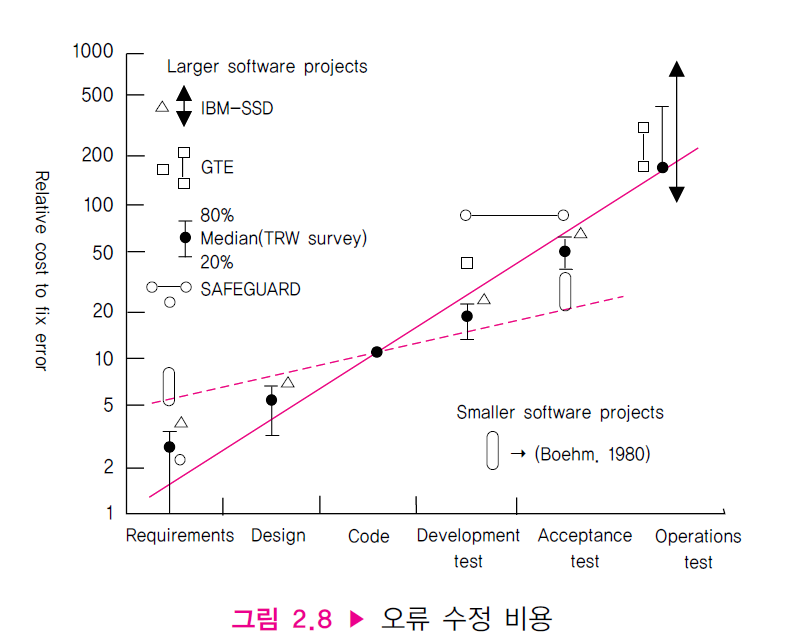 Relative cost to fix error
1000
500
200
100
50
20
10
5
2
1
Larger software projects
IBM-SSD
GTE
80%
Median(TRW survey)
20%
SAFEGUARD
Smaller software projects
→ (Boehm. 1980)
Requirements
Design
Code
Development
test
Acceptance
test
Operations
test
그림 2.8 ▶ 오류 수정 비용